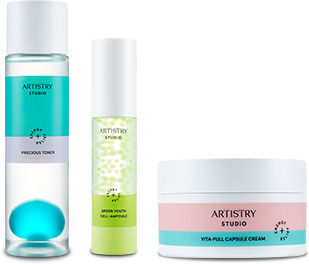 ARTISTRY
STUDIO
PRECIOUS TONER
ARTISTRY
STUDIO
GREEN YOUTH
CELL-AMPOULE
ARTISTRY
STUDIO
VITA-FULL CAPSULE CREAM